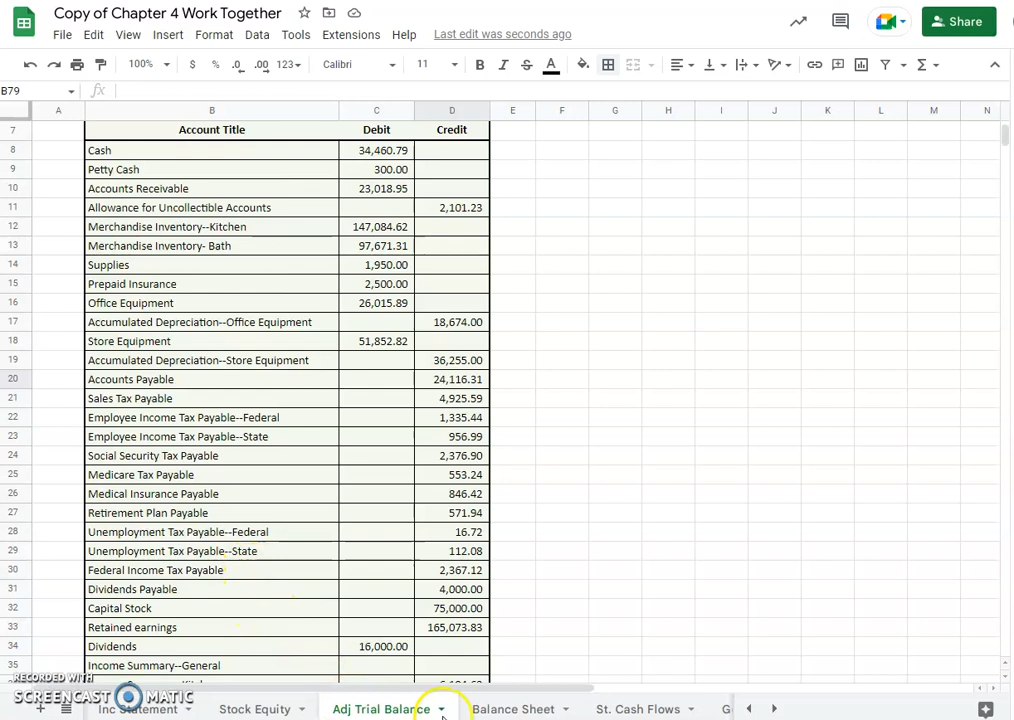 Copy of Chapter 4 Work Together
File Edit View Insert Format Data Tools Extensions Help Last edit was seconds ago
Share
100% $ % .0 .00 123 Calibri 11 B I S A
B79 fx
A B C D E F G H I J K L M N
7 Account Title Debit Credit
8 Cash 34,460.79
9 Petty Cash 300.00
10 Accounts Receivable 23,018.95
11 Allowance for Uncollectible Accounts 2,101.23
12 Merchandise Inventory--Kitchen 147,084.62
13 Merchandise Inventory- Bath 97,671.31
14 Supplies 1,950.00
15 Prepaid Insurance 2,500.00
16 Office Equipment 26,015.89
17 Accumulated Depreciation--Office Equipment 18,674.00
18 Store Equipment 51,852.82
19 Accumulated Depreciation--Store Equipment 36,255.00
20 Accounts Payable 24,116.31
21 Sales Tax Payable 4,925.59
22 Employee Income Tax Payable--Federal 1,335.44
23 Employee Income Tax Payable--State 956.99
24 Social Security Tax Payable 2,376.90
25 Medicare Tax Payable 553.24
26 Medical Insurance Payable 846.42
27 Retirement Plan Payable 571.94
28 Unemployment Tax Payable--Federal 16.72
29 Unemployment Tax Payable--State 112.08
30 Federal Income Tax Payable 2,367.12
31 Dividends Payable 4,000.00
32 Capital Stock 75,000.00
33 Retained earnings 165,073.83
34 Dividends 16,000.00
35 Income Summary--General
RECORDED WITH
SCREENCAST MATIC
Inc Statement Stock Equity Adj Trial Balance Balance Sheet St. Cash Flows